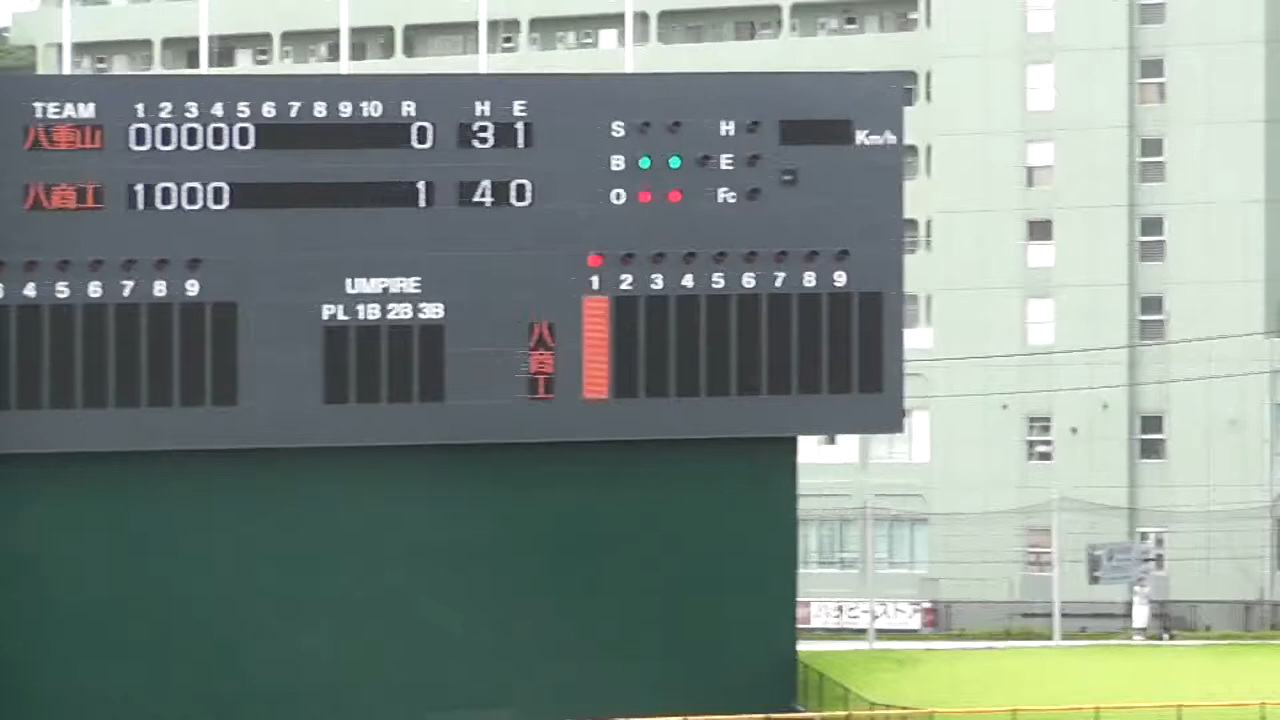 TEAM 1 2 3 4 5 6 7 8 9 10 R H E
八重山 00000 0 3 1
八商工 1000 1 4 0
S H Km/h
B E
O Fc
4 5 6 7 8 9
UMPIRE
PL 1B 2B 3B
1 2 3 4 5 6 7 8 9
八商工